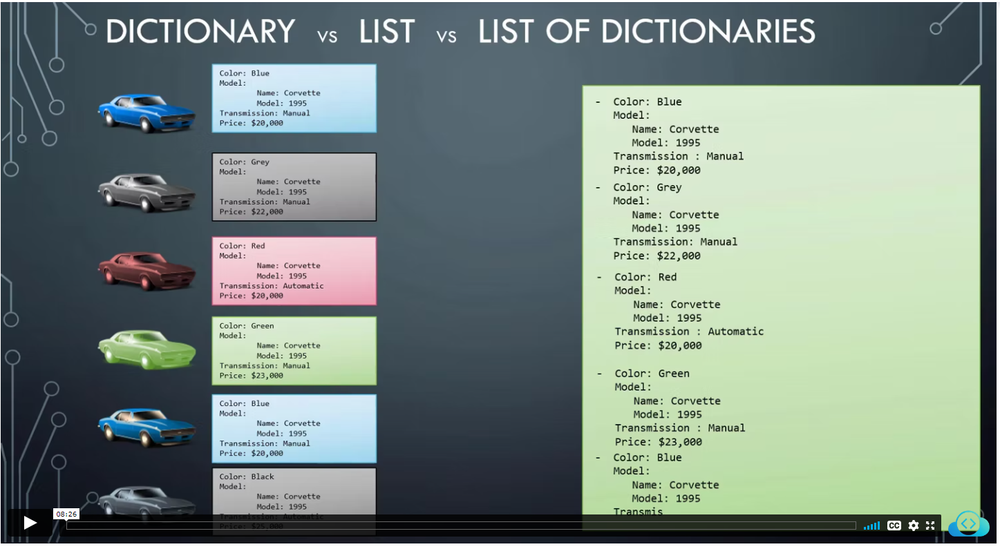 DICTIONARY vs LIST vs LIST OF DICTIONARIES
Color: Blue
Model:
Name: Corvette
Model: 1995
Transmission: Manual
Price: $20,000
Color: Grey
Model:
Name: Corvette
Model: 1995
Transmission: Manual
Price: $22,000
Color: Red
Model:
Name: Corvette
Model: 1995
Transmission: Automatic
Price: $20,000
Color: Green
Model:
Name: Corvette
Model: 1995
Transmission: Manual
Price: $23,000
Color: Blue
Model:
Name: Corvette
Model: 1995
Transmission: Manual
Price: $20,000
Color: Black
Model:
Name: Corvette
Model: 1995
Transmission: Automatic
Price: $25,000
- Color: Blue
Model:
Name: Corvette
Model: 1995
Transmission : Manual
Price: $20,000
- Color: Grey
Model:
Name: Corvette
Model: 1995
Transmission: Manual
Price: $22,000
- Color: Red
Model:
Name: Corvette
Model: 1995
Transmission : Automatic
Price: $20,000
- Color: Green
Model:
Name: Corvette
Model: 1995
Transmission : Manual
Price: $23,000
- Color: Blue
Model:
Name: Corvette
Model: 1995
Transmis
08:26
CC